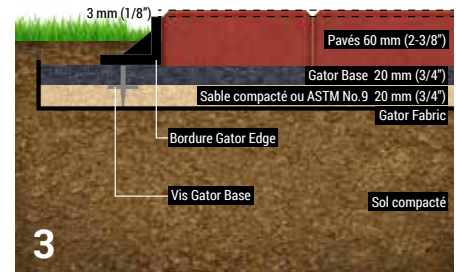 3 mm (1/8")
Pavés 60 mm (2-3/8")
Gator Base 20 mm (3/4")
Sable compacté ou ASTM No.9 20 mm (3/4")
Gator Fabric
Bordure Gator Edge
Vis Gator Base
Sol compacté
3